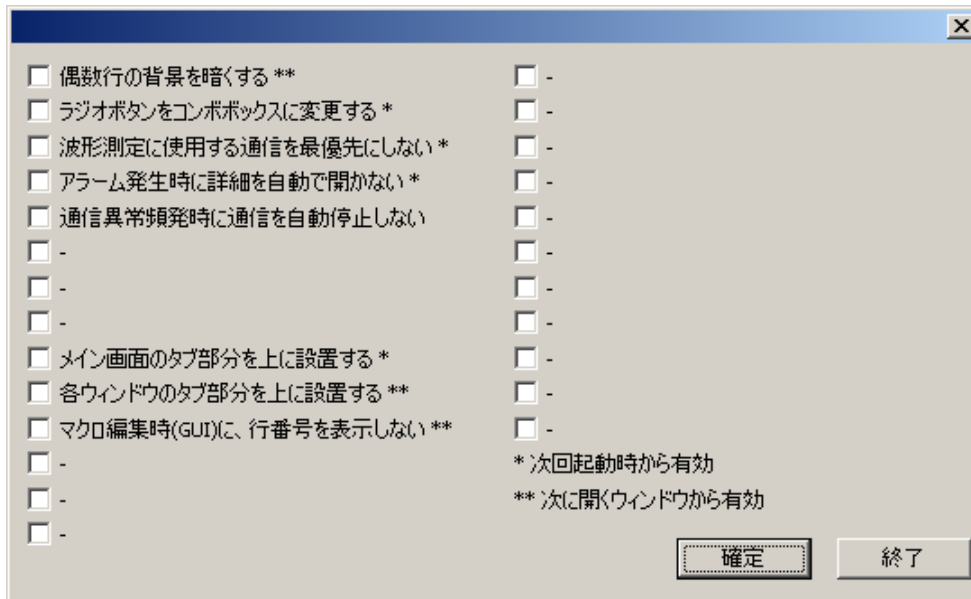 偶数行の背景を暗くする **
ラジオボタンをコンボボックスに変更する *
波形測定に使用する通信を最優先にしない *
アラーム発生時に詳細を自動で開かない *
通信異常頻発時に通信を自動停止しない
-
-
-
メイン画面のタブ部分を上に設置する *
各ウィンドウのタブ部分を上に設置する **
マクロ編集時(GUI)に、行番号を表示しない **
-
-
-
-
-
-
-
-
-
-
-
-
-
-
* 次回起動時から有効
** 次に開くウィンドウから有効
確定
終了